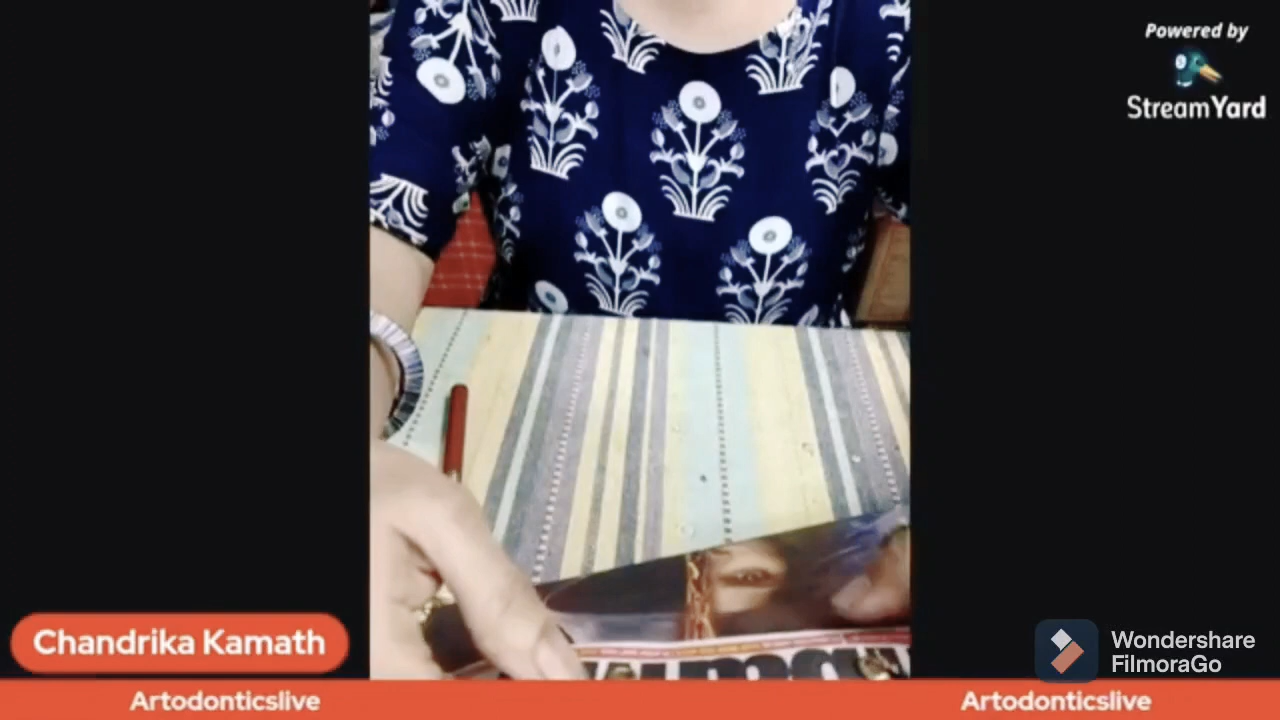 Powered by
StreamYard
Chandrika Kamath
Wondershare
FilmoraGo
Artodonticslive
Artodonticslive